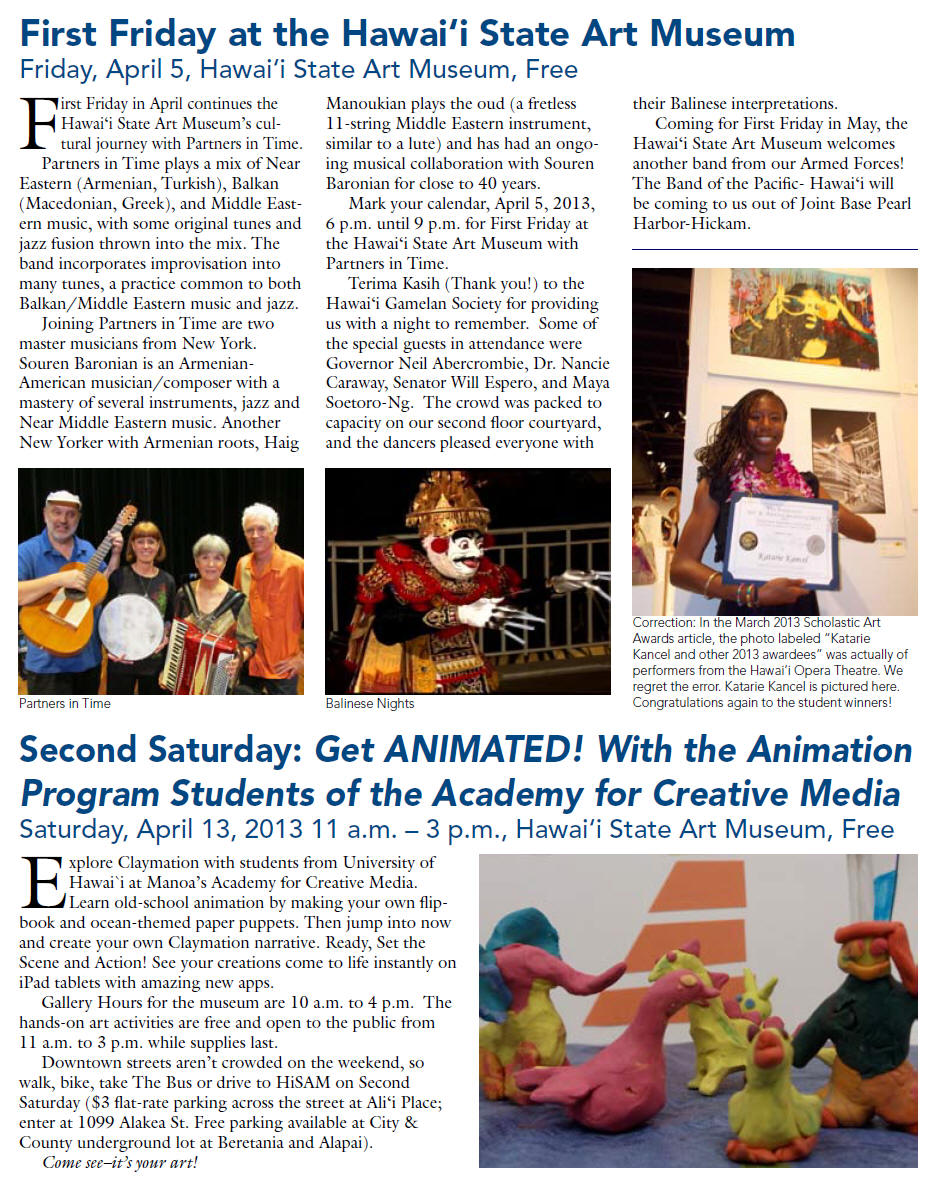 First Friday at the Hawai‘i State Art Museum
Friday, April 5, Hawai‘i State Art Museum, Free
First Friday in April continues the
Hawai‘i State Art Museum’s cul-
tural journey with Partners in Time.
Partners in Time plays a mix of Near
Eastern (Armenian, Turkish), Balkan
(Macedonian, Greek), and Middle East-
ern music, with some original tunes and
jazz fusion thrown into the mix. The
band incorporates improvisation into
many tunes, a practice common to both
Balkan/Middle Eastern music and jazz.
Joining Partners in Time are two
master musicians from New York.
Souren Baronian is an Armenian-
American musician/composer with a
mastery of several instruments, jazz and
Near Middle Eastern music. Another
New Yorker with Armenian roots, Haig
Manoukian plays the oud (a fretless
11-string Middle Eastern instrument,
similar to a lute) and has had an ongo-
ing musical collaboration with Souren
Baronian for close to 40 years.
Mark your calendar, April 5, 2013,
6 p.m. until 9 p.m. for First Friday at
the Hawai‘i State Art Museum with
Partners in Time.
Terima Kasih (Thank you!) to the
Hawai‘i Gamelan Society for providing
us with a night to remember.  Some of
the special guests in attendance were
Governor Neil Abercrombie, Dr. Nancie
Caraway, Senator Will Espero, and Maya
Soetoro-Ng.  The crowd was packed to
capacity on our second floor courtyard,
and the dancers pleased everyone with
their Balinese interpretations.
Coming for First Friday in May, the
Hawai‘i State Art Museum welcomes
another band from our Armed Forces!
The Band of the Pacific- Hawai‘i will
be coming to us out of Joint Base Pearl
Harbor-Hickam.
Katarie Kancel
Partners in Time
Balinese Nights
Correction: In the March 2013 Scholastic Art
Awards article, the photo labeled “Katarie
Kancel and other 2013 awardees” was actually of
performers from the Hawai‘i Opera Theatre. We
regret the error. Katarie Kancel is pictured here.
Congratulations again to the student winners!
Second Saturday: Get ANIMATED! With the Animation
Program Students of the Academy for Creative Media
Saturday, April 13, 2013 11 a.m. – 3 p.m., Hawai‘i State Art Museum, Free
Explore Claymation with students from University of
Hawai`i at Manoa’s Academy for Creative Media.
Learn old-school animation by making your own flip-
book and ocean-themed paper puppets. Then jump into now
and create your own Claymation narrative. Ready, Set the
Scene and Action! See your creations come to life instantly on
iPad tablets with amazing new apps.
Gallery Hours for the museum are 10 a.m. to 4 p.m.  The
hands-on art activities are free and open to the public from
11 a.m. to 3 p.m. while supplies last.
Downtown streets aren’t crowded on the weekend, so
walk, bike, take The Bus or drive to HiSAM on Second
Saturday ($3 flat-rate parking across the street at Ali‘i Place;
enter at 1099 Alakea St. Free parking available at City &
County underground lot at Beretania and Alapai).
Come see–it’s your art!